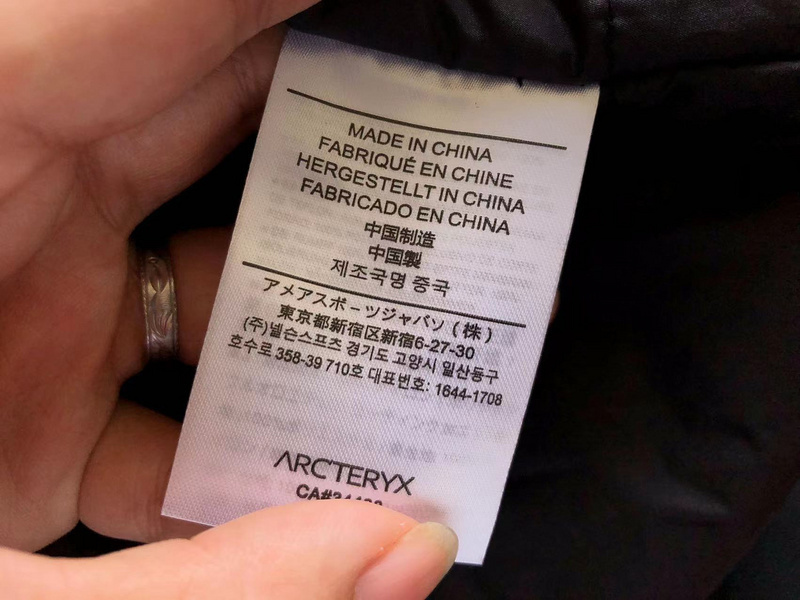 MADE IN CHINA
FABRIQUÉ EN CHINE
HERGESTELLT IN CHINA
FABRICADO EN CHINA
中国制造
中国製
제조국명 중국
アメアスポーツジャパン（株）
東京都新宿区新宿6-27-30
(주)넬슨스포츠 경기도 고양시 일산동구
호수로 358-39 710호 대표번호: 1644-1708
ARC'TERYX